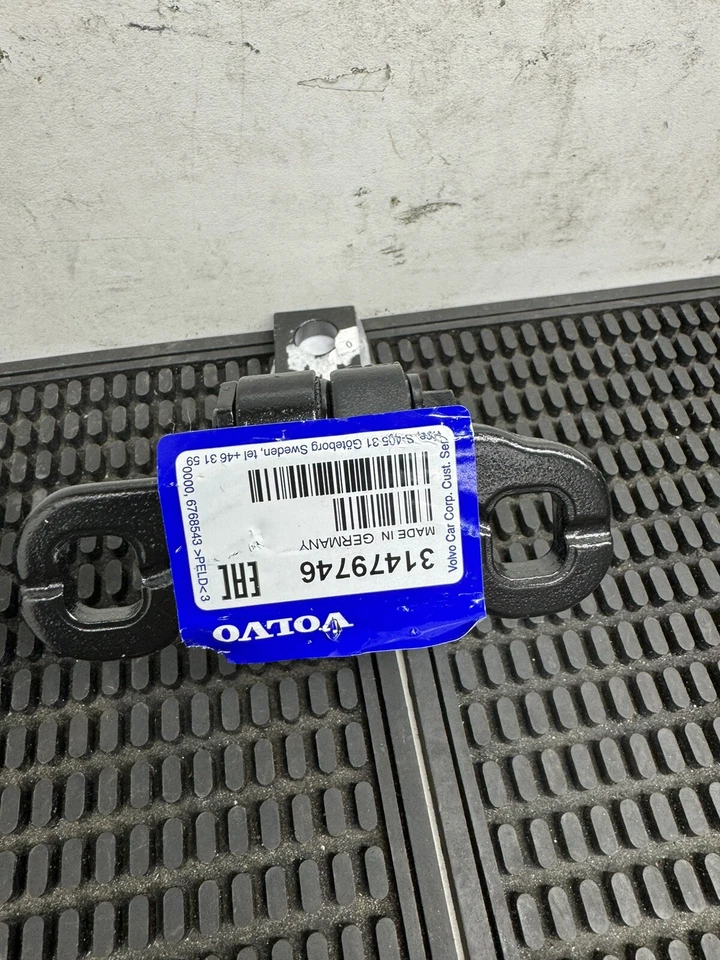 VOLVO
31479746
MADE IN GERMANY
EAC
Volvo Car Corp. Cust. Ser
ice, S-405 31 Göteborg Sweden, tel +46 31 59
0000, 6768543 >PELD< 3